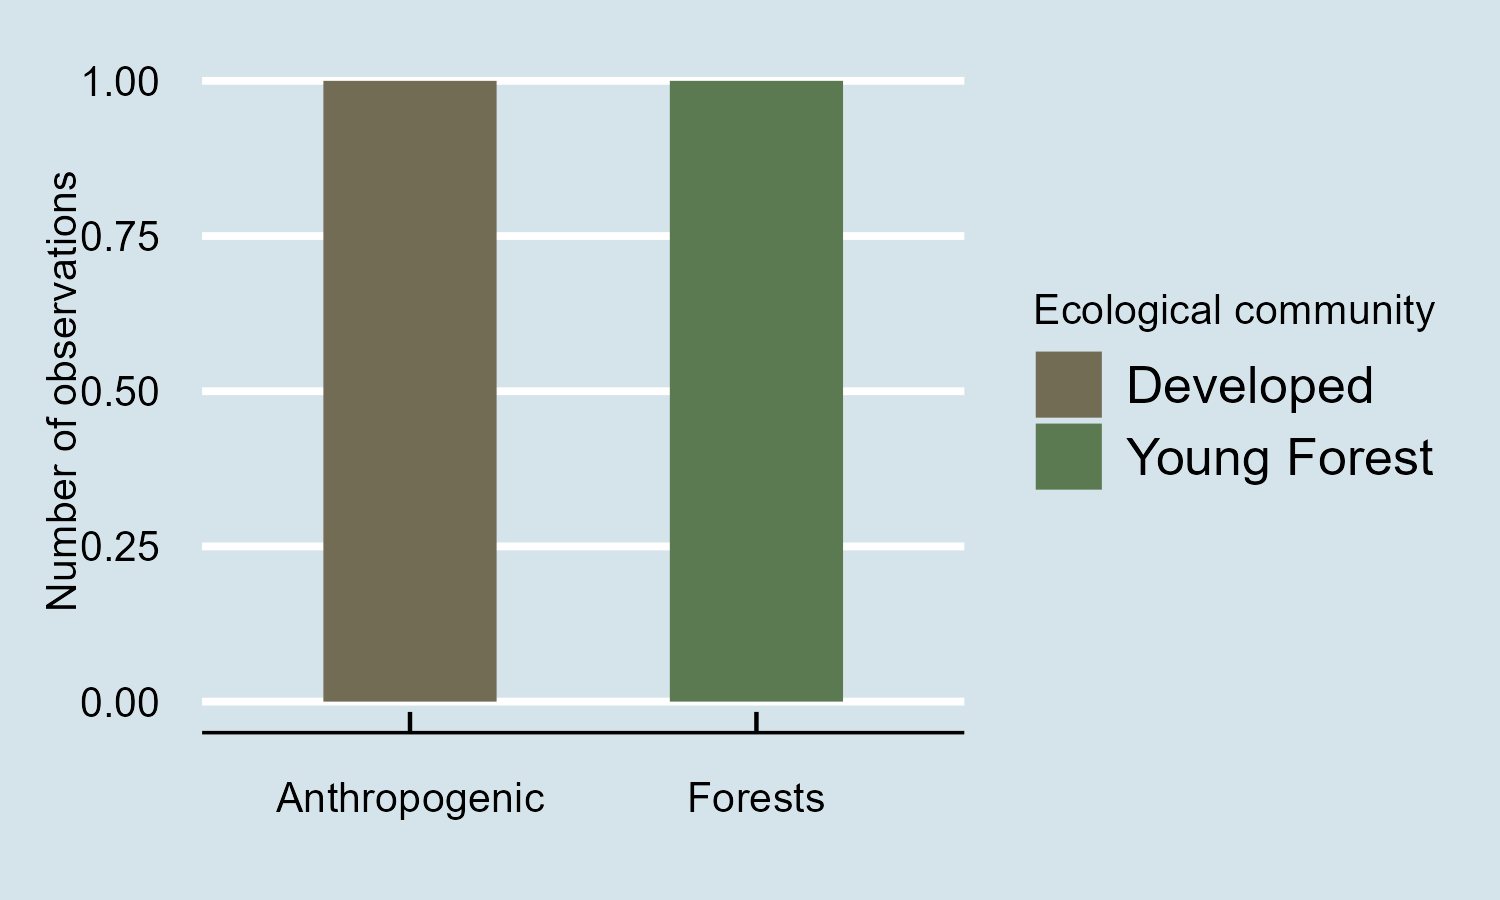 Number of observations
1.00
0.75
0.50
0.25
0.00
Anthropogenic
Forests
Ecological community
Developed
Young Forest